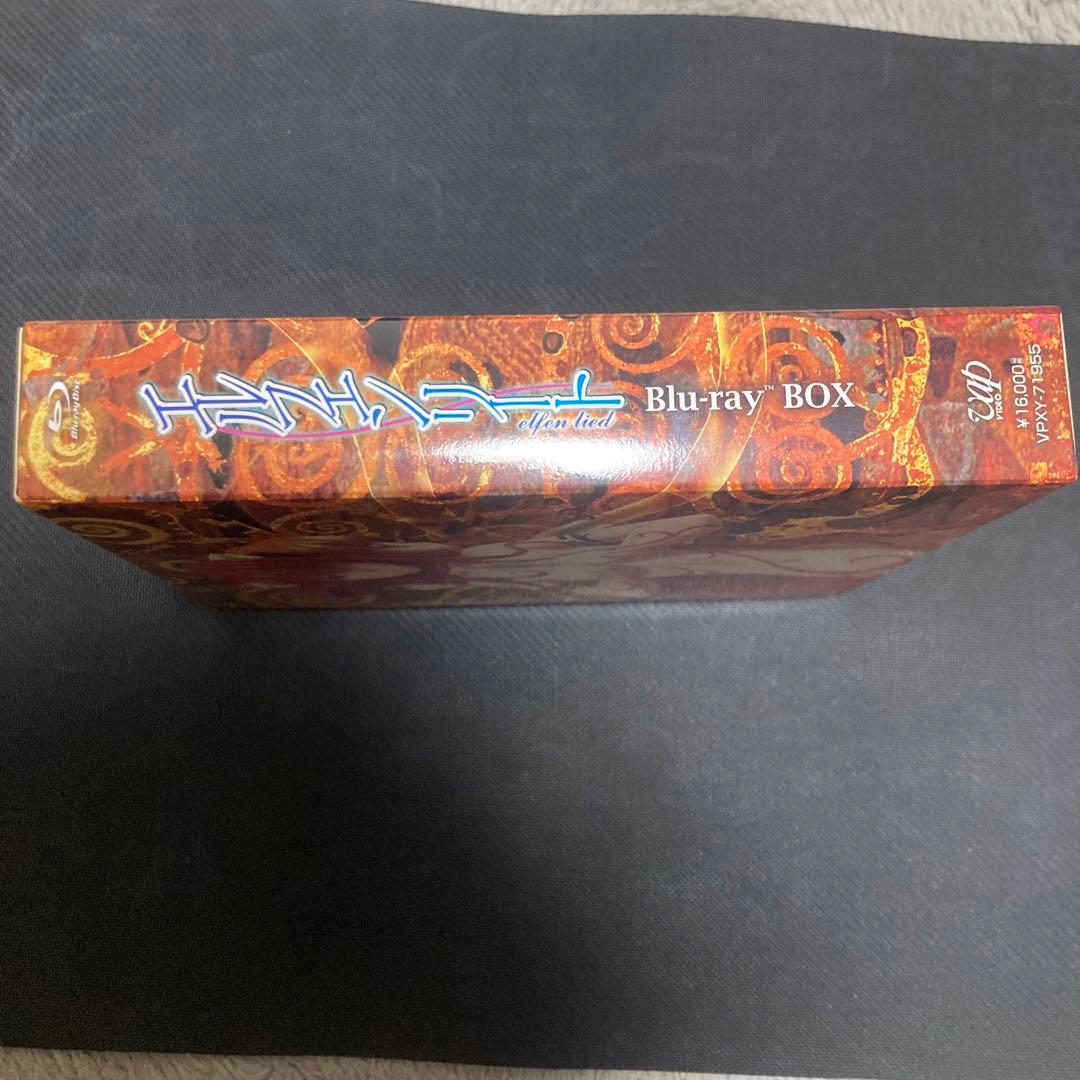 Blu-ray Disc
エルフェンリート
elfen lied
Blu-ray™ BOX
vap
VIDEO
¥16,000
VPXY-71955